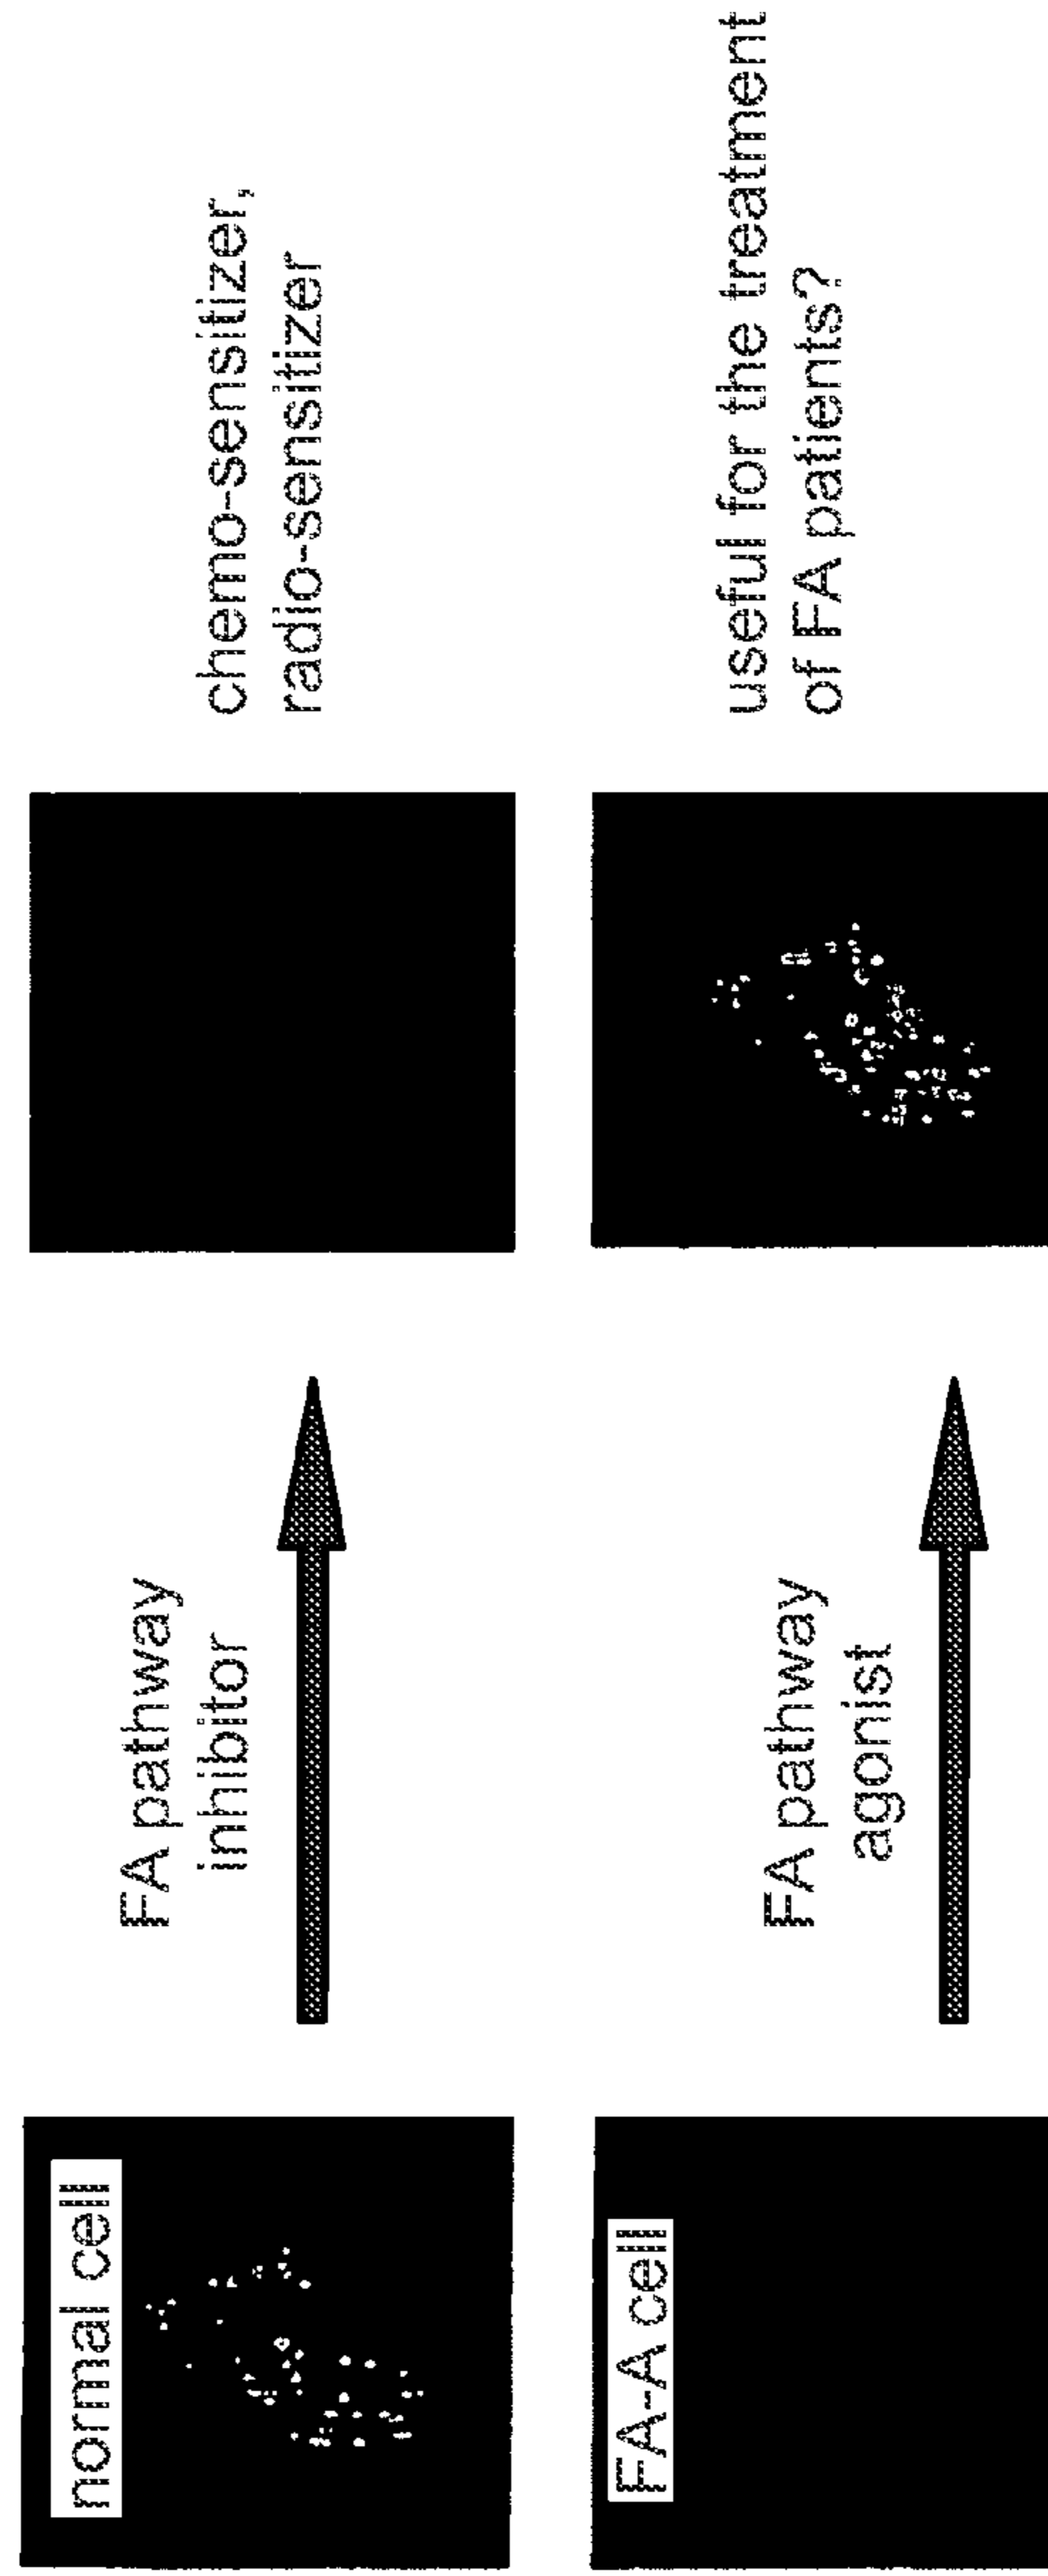 normal cell
FA pathway
inhibitor
chemo-sensitizer,
radio-sensitizer
FA-A cell
FA pathway
agonist
useful for the treatment
of FA patients?